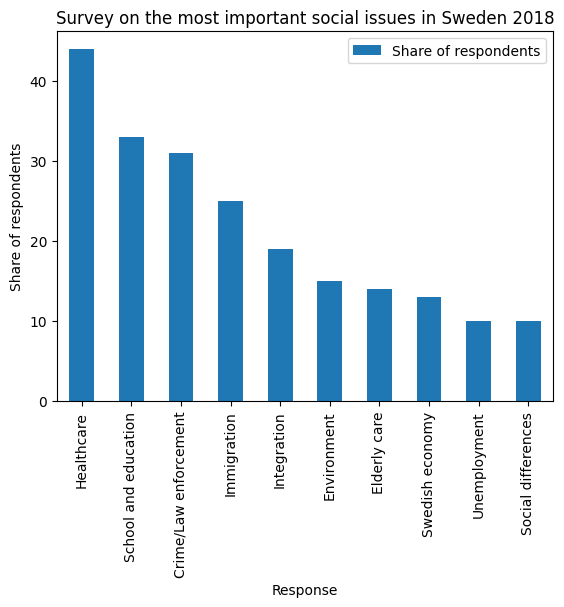 Survey on the most important social issues in Sweden 2018
Share of respondents
Share of respondents
40
30
20
10
0
Healthcare
School and education
Crime/Law enforcement
Immigration
Integration
Environment
Elderly care
Swedish economy
Unemployment
Social differences
Response